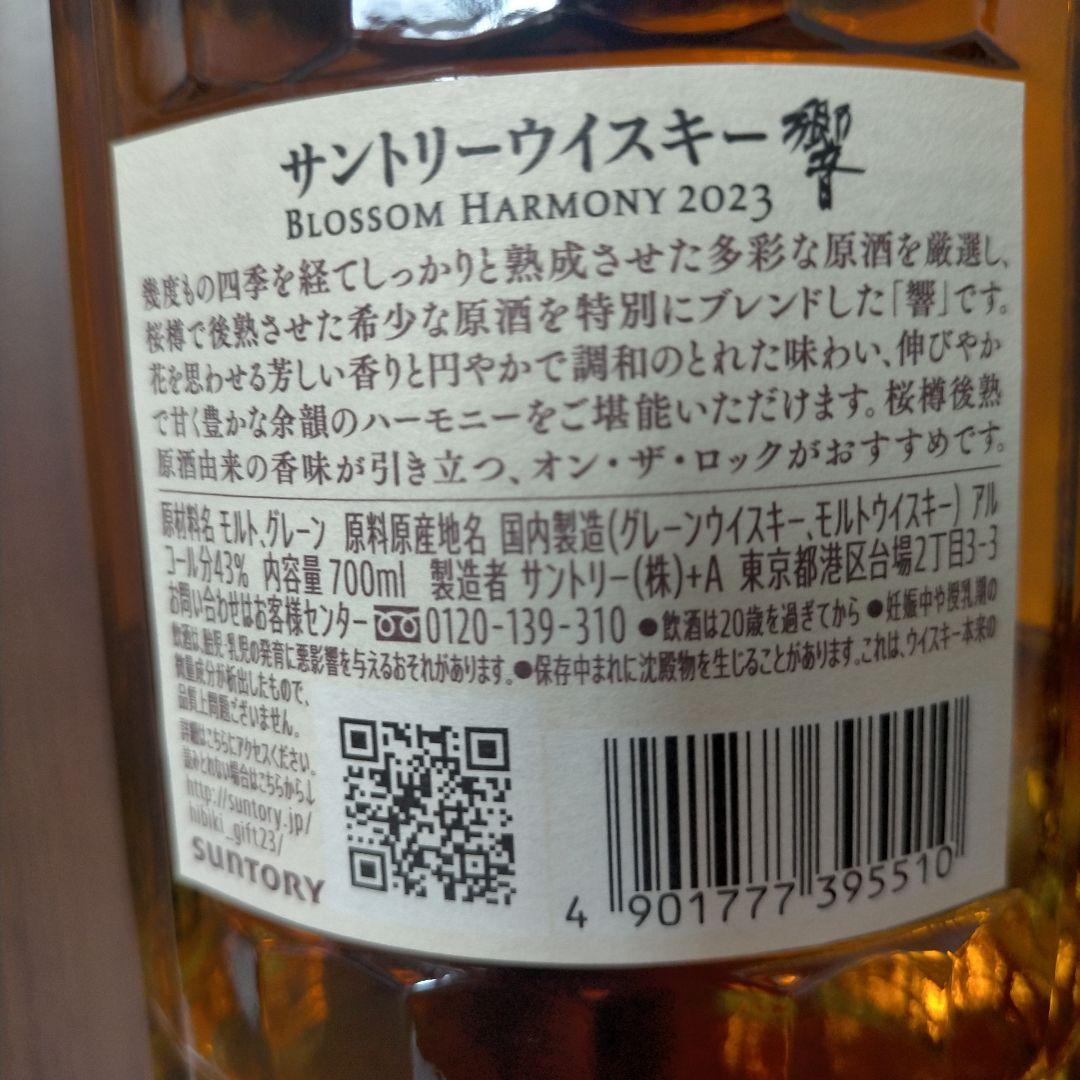 サントリーウイスキー 響
BLOSSOM HARMONY 2023
幾度もの四季を経てしっかりと熟成させた多彩な原酒を厳選し、
桜樽で後熟させた希少な原酒を特別にブレンドした「響」です。
花を思わせる芳しい香りと円やかで調和のとれた味わい、伸びやか
で甘く豊かな余韻のハーモニーをご堪能いただけます。桜樽後熟
原酒由来の香味が引き立つ、オン・ザ・ロックがおすすめです。
原材料名 モルト、グレーン 原料原産地名 国内製造(グレーンウイスキー、モルトウイスキー) アル
コール分43% 内容量 700ml 製造者 サントリー(株)+A 東京都港区台場2丁目3-3
お問い合わせはお客様センター 0120-139-310 ●飲酒は20歳を過ぎてから ●妊娠中や授乳期の
飲酒は、胎児・乳児の発育に悪影響を与えるおそれがあります。●保存中まれに沈殿物を生じることがあります。これは、ウイスキー本来の
微量成分が析出したもので、
品質上問題ございません。
詳細はこちらにアクセスください。
読みとれない場合はこちらから↓
http://suntory.jp/
hibiki_gift23/
SUNTORY
4 901777 395510